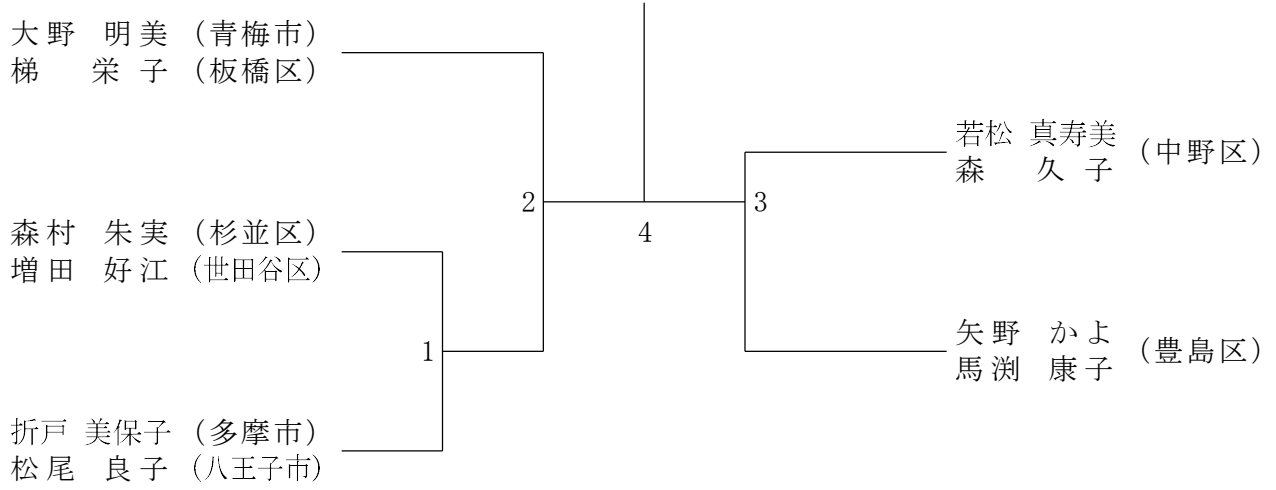 大野 明美 (青梅市)
梯 栄子 (板橋区)
森村 朱実 (杉並区)
増田 好江 (世田谷区)
折戸 美保子 (多摩市)
松尾 良子 (八王子市)
1
2
4
3
若松 真寿美 (中野区)
森 久子
矢野 かよ (豊島区)
馬渕 康子